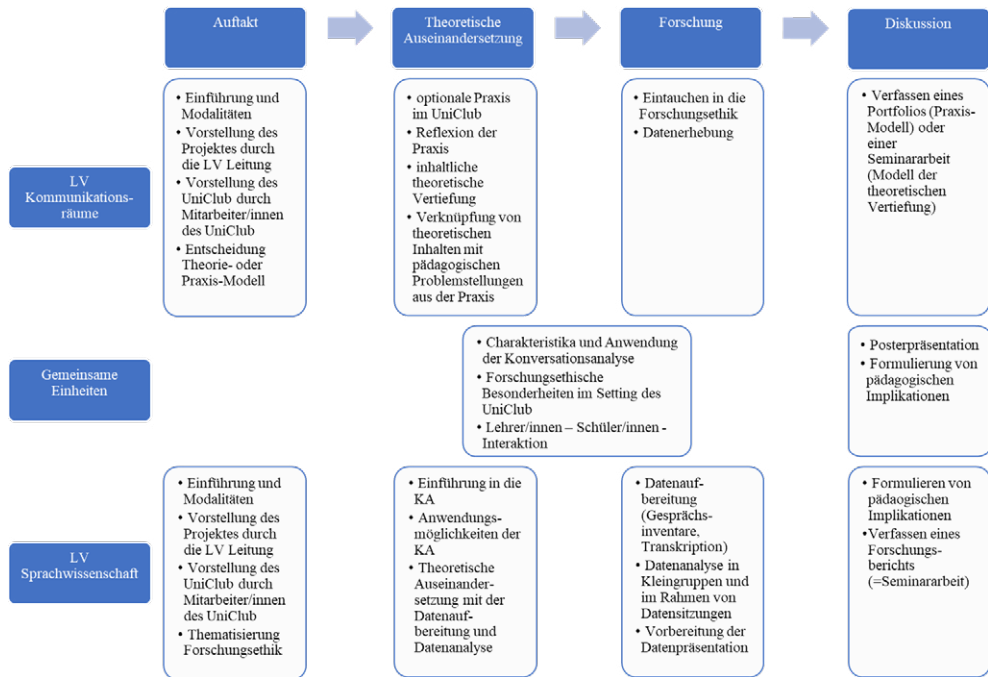 Auftakt
Theoretische
Auseinandersetzung
Forschung
Diskussion
LV
Kommunikations-
räume
• Einführung und
Modalitäten
• Vorstellung des
Projektes durch
die LV Leitung
• Vorstellung des
UniClub durch
Mitarbeiter/innen
des UniClub
• Entscheidung
Theorie- oder
Praxis-Modell
• optionale Praxis
im UniClub
• Reflexion der
Praxis
• inhaltliche
theoretische
Vertiefung
• Verknüpfung von
theoretischen
Inhalten mit
pädagogischen
Problemstellungen
aus der Praxis
• Eintauchen in die
Forschungsethik
• Datenerhebung
• Verfassen eines
Portfolios (Praxis-
Modell) oder
einer
Seminararbeit
(Modell der
theoretischen
Vertiefung)
Gemeinsame
Einheiten
• Charakteristika und Anwendung
der Konversationsanalyse
• Forschungsethische
Besonderheiten im Setting des
UniClub
• Lehrer/innen – Schüler/innen -
Interaktion
• Posterpräsentation
• Formulierung von
pädagogischen
Implikationen
LV
Sprachwissenschaft
• Einführung und
Modalitäten
• Vorstellung des
Projektes durch
die LV Leitung
• Vorstellung des
UniClub durch
Mitarbeiter/innen
des UniClub
• Thematisierung
Forschungsethik
• Einführung in die
KA
• Anwendungs-
möglichkeiten der
KA
• Theoretische
Auseinander-
setzung mit der
Datenauf-
bereitung und
Datenanalyse
• Datenauf-
bereitung
(Gesprächs-
inventare,
Transkription)
• Datenanalyse in
Kleingruppen und
im Rahmen von
Datensitzungen
• Vorbereitung der
Datenpräsentation
• Formulieren von
pädaogischen
Implikationen
• Verfassen eines
Forschungs-
berichts
(=Seminararbeit)